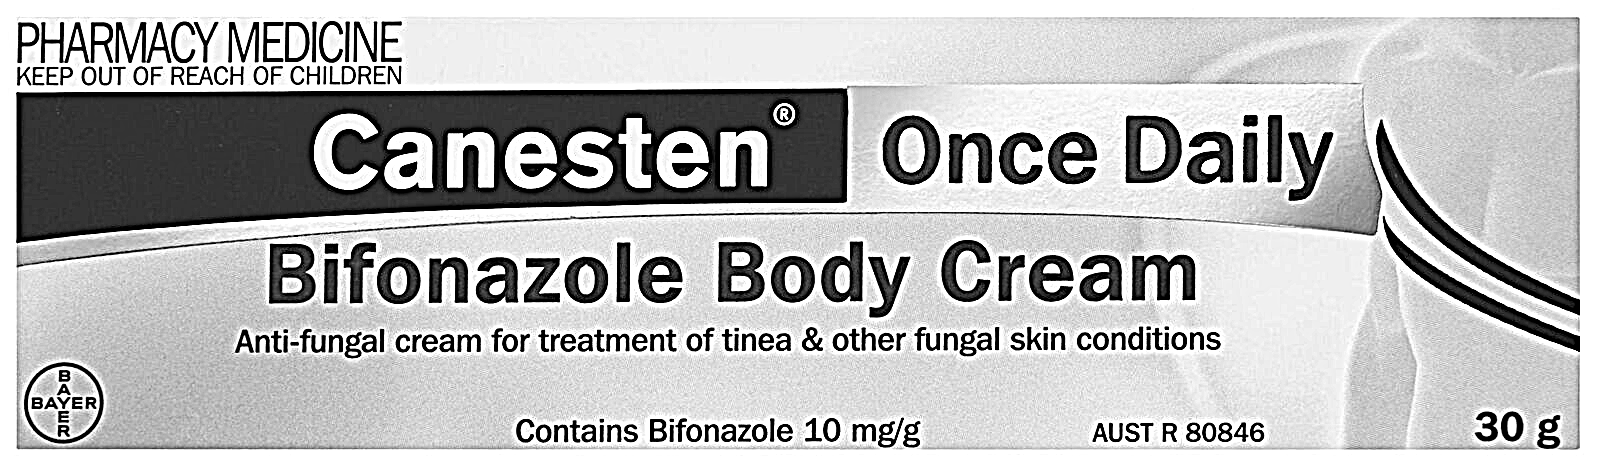 PHARMACY MEDICINE
KEEP OUT OF REACH OF CHILDREN
Canesten® Once Daily
Bifonazole Body Cream
Anti-fungal cream for treatment of tinea & other fungal skin conditions
BAYER
BAYER
Contains Bifonazole 10 mg/g AUST R 80846 30 g